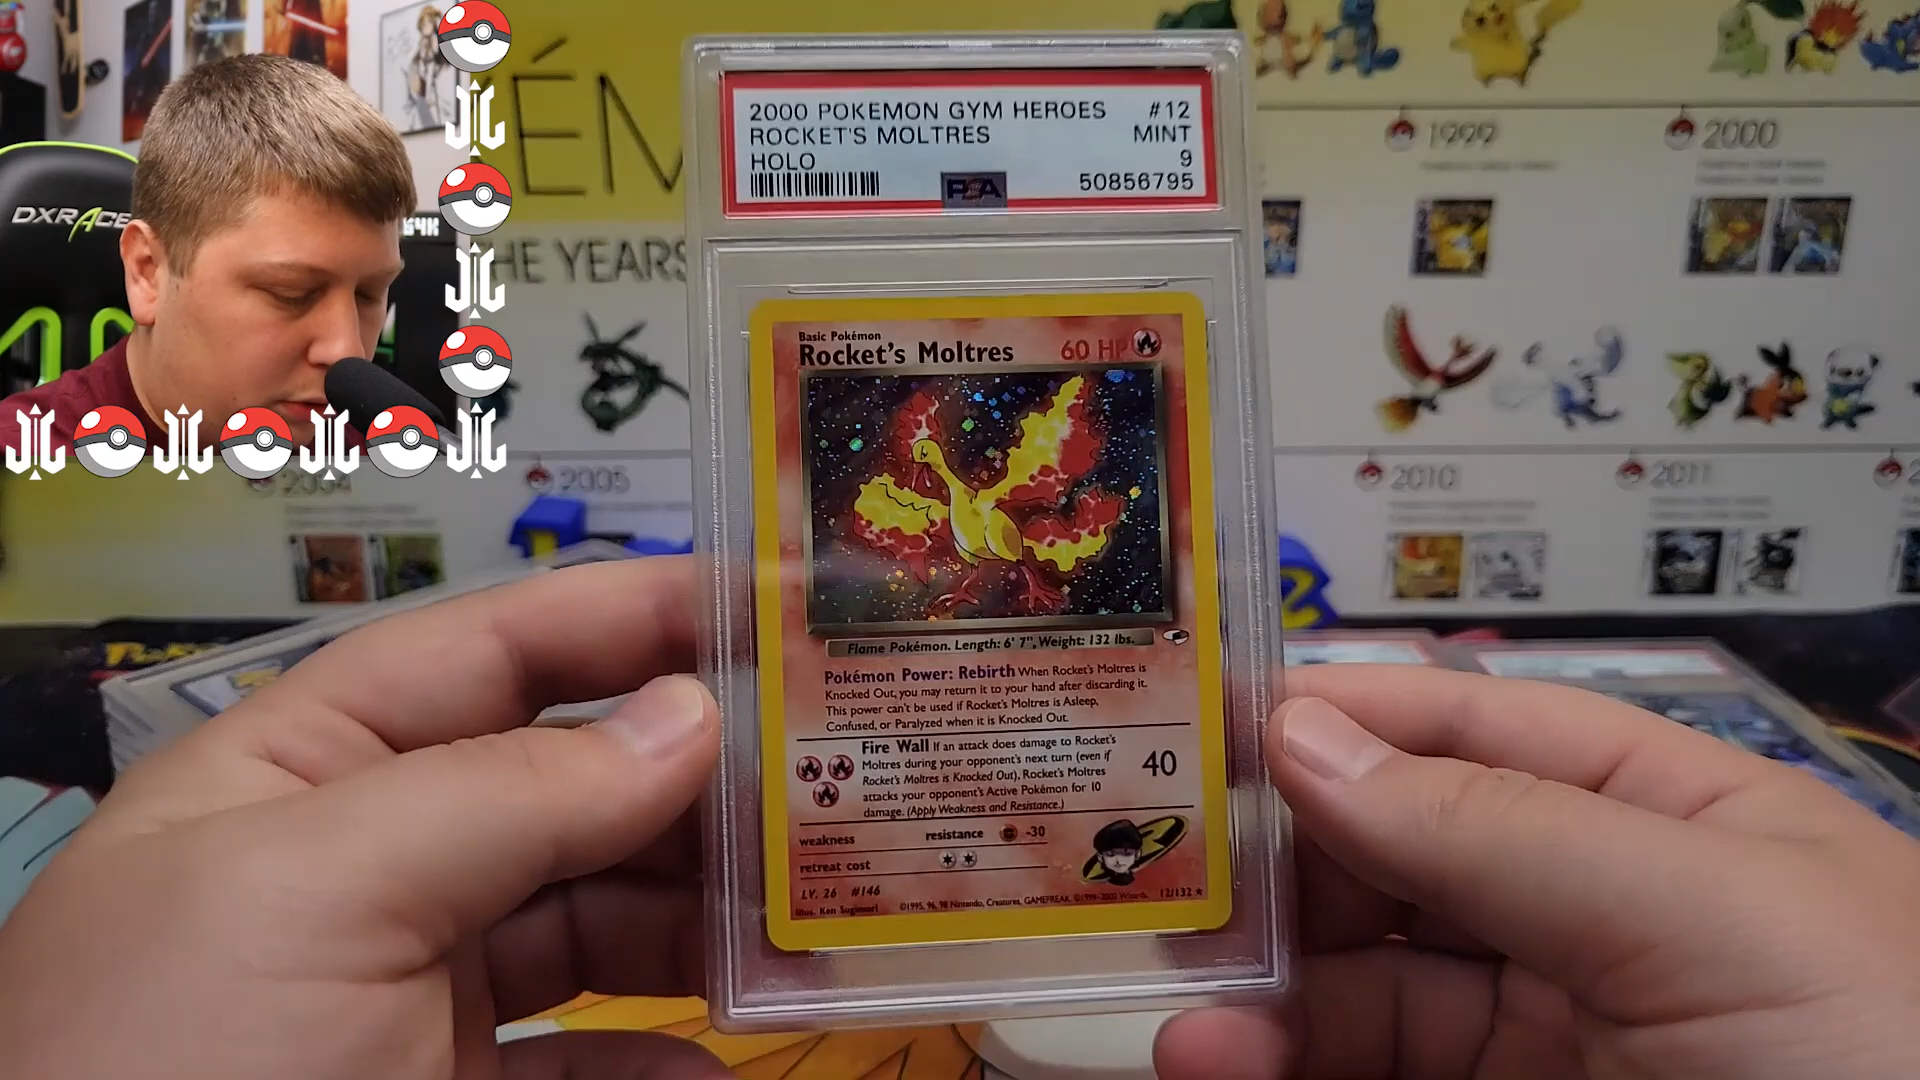 DXRACER
ÉM
THE YEARS
1999
2000
2004
2005
2010
2011
2000 POKEMON GYM HEROES #12
ROCKET'S MOLTRES MINT
HOLO 9
PSA 50856795
Basic Pokémon
Rocket's Moltres 60 HP
Flame Pokémon. Length: 6' 7", Weight: 132 lbs.
Pokémon Power: Rebirth When Rocket's Moltres is
Knocked Out, you may return it to your hand after discarding it.
This power can't be used if Rocket's Moltres is Asleep,
Confused, or Paralyzed when it is Knocked Out.
Fire Wall If an attack does damage to Rocket's
Moltres during your opponent's next turn (even if
Rocket's Moltres is Knocked Out), Rocket's Moltres
attacks your opponent's Active Pokémon for 10
damage. (Apply Weakness and Resistance.)
40
weakness resistance -30
retreat cost
LV. 26 #146
Illus. Ken Sugimori
©1995, 96, 98 Nintendo, Creatures, GAMEFREAK. ©1999-2000 Wizards. 12/132